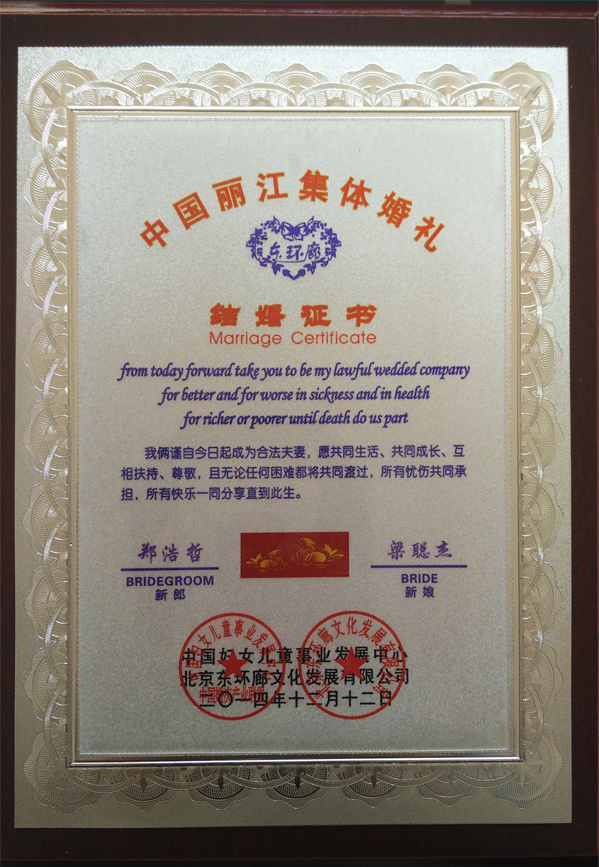 中国丽江集体婚礼
东环廊
结婚证书
Marriage Certificate
from today forward take you to be my lawful wedded company
for better and for worse in sickness and in health
for richer or poorer until death do us part
我俩谨自今日起成为合法夫妻，愿共同生活、共同成长、互
相扶持、尊敬，且无论任何困难都将共同渡过，所有忧伤共同承
担，所有快乐一同分享直到此生。
郑浩哲
梁聪杰
BRIDEGROOM
BRIDE
新郎
新娘
中国妇女儿童事业发展中心
北京东环廊文化发展有限公司
二〇一四年十二月十二日